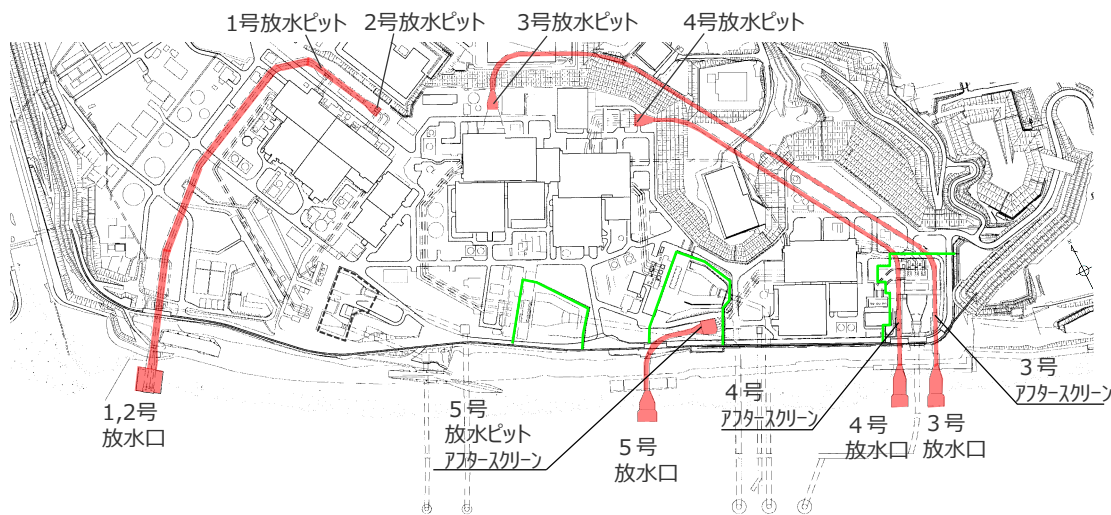 1号放水ピット
2号放水ピット
3号放水ピット
4号放水ピット
1,2号
放水口
5号
放水ピット
アフタースクリーン
5号
放水口
4号
アフタースクリーン
4号
放水口
3号
放水口
3号
アフタースクリーン